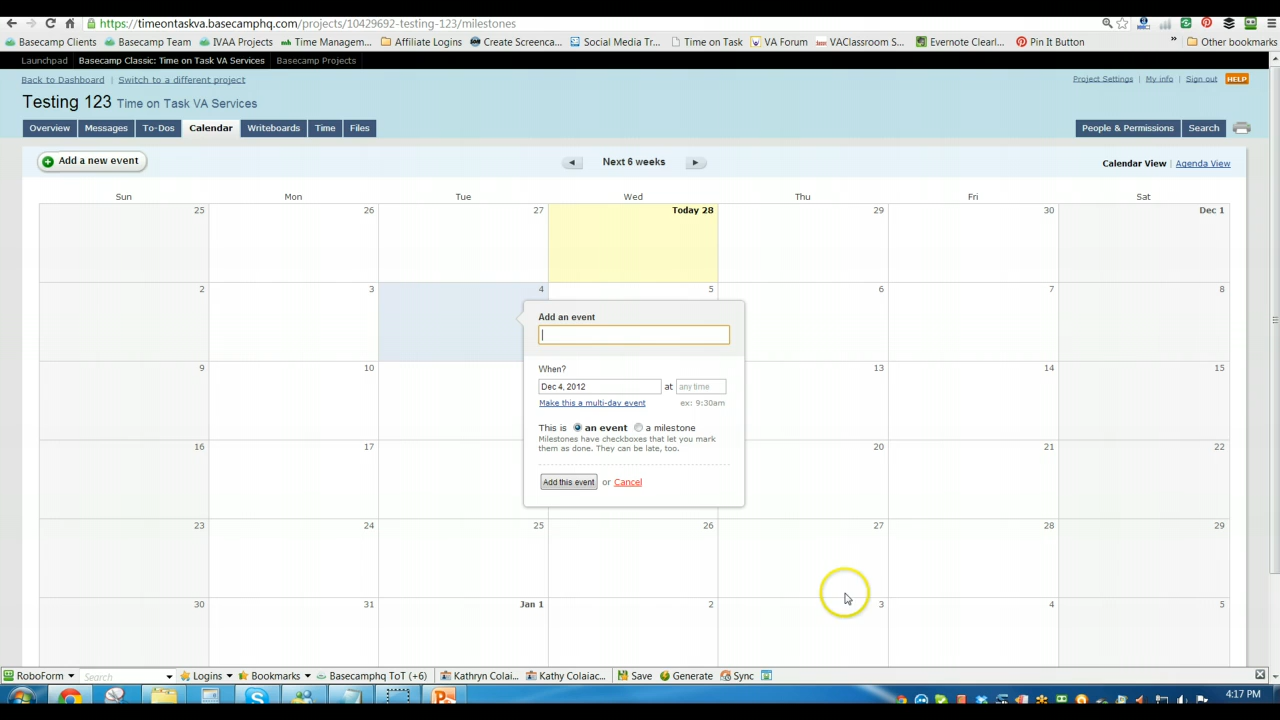 https://timeontaskva.basecamphq.com/projects/10429692-testing-123/milestones
Basecamp Clients Basecamp Team IVAA Projects Time Managem... Affiliate Logins Create Screenca... Social Media Tr... Time on Task VA Forum VAClassroom S... Evernote Clearl... Pin It Button » Other bookmarks
Launchpad Basecamp Classic: Time on Task VA Services Basecamp Projects
Back to Dashboard | Switch to a different project Project Settings | My info | Sign out HELP
Testing 123 Time on Task VA Services
Overview Messages To-Dos Calendar Writeboards Time Files People & Permissions Search
Add a new event Next 6 weeks Calendar View | Agenda View
Sun Mon Tue Wed Thu Fri Sat
25 26 27 Today 28 29 30 Dec 1
2 3 4 5 6 7 8
Add an event
When?
9 10 13 14 15
Dec 4, 2012 at any time
Make this a multi-day event ex: 9:30am
This is an event a milestone
Milestones have checkboxes that let you mark
them as done. They can be late, too.
16 17 20 21 22
Add this event or Cancel
23 24 25 26 27 28 29
30 31 Jan 1 2 3 4 5
RoboForm Search Logins Bookmarks Basecamphq ToT (+6) Kathryn Colai... Kathy Colaiac... Save Generate Sync
4:17 PM